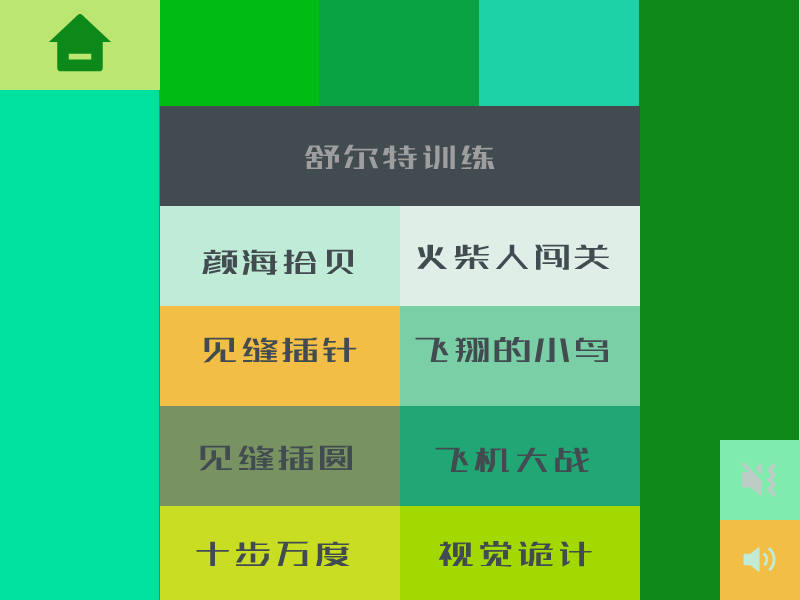 舒尔特训练
颜海拾贝
火柴人闯关
见缝插针
飞翔的小鸟
见缝插圆
飞机大战
十步万度
视觉诡计